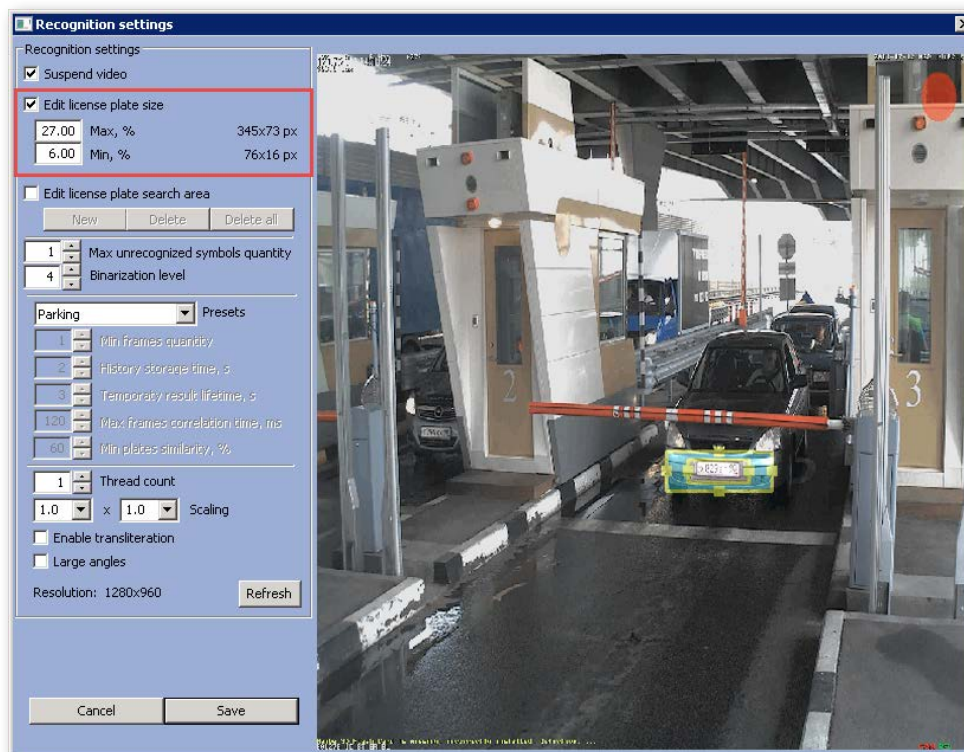 Recognition settings
Recognition settings
Suspend video
Edit license plate size
27.00 Max, % 345x73 px
6.00 Min, % 76x16 px
Edit license plate search area
New Delete Delete all
1 Max unrecognized symbols quantity
4 Binarization level
Parking Presets
1 Min frames quantity
2 History storage time, s
3 Temporaty result lifetime, s
120 Max frames correlation time, ms
60 Min plates similarity, %
1 Thread count
1.0 x 1.0 Scaling
Enable transliteration
Large angles
Resolution: 1280x960 Refresh
Cancel Save
2
3